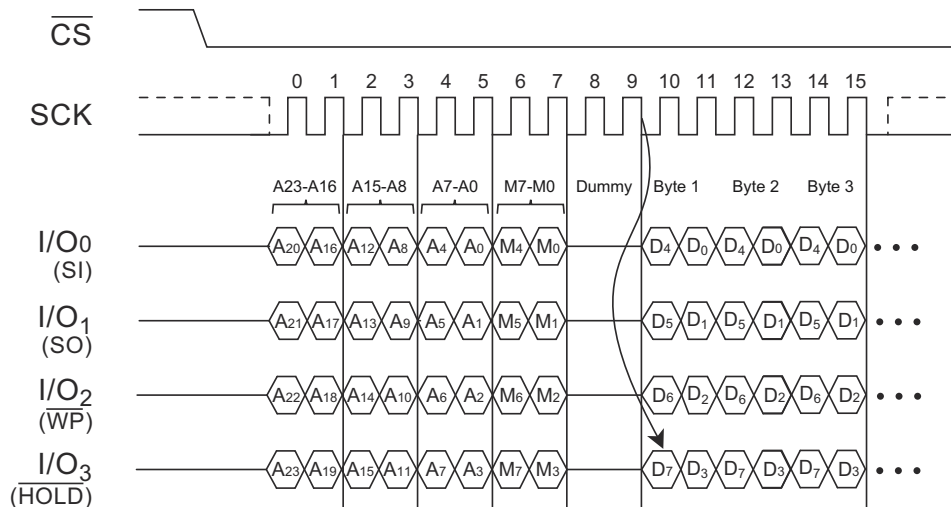 CS
0 1 2 3 4 5 6 7 8 9 10 11 12 13 14 15
SCK
A23-A16 A15-A8 A7-A0 M7-M0 Dummy Byte 1 Byte 2 Byte 3
I/O0 A20 A16 A12 A8 A4 A0 M4 M0 D4 D0 D4 D0 D4 D0
(SI)
I/O1 A21 A17 A13 A9 A5 A1 M5 M1 D5 D1 D5 D1 D5 D1
(SO)
I/O2 A22 A18 A14 A10 A6 A2 M6 M2 D6 D2 D6 D2 D6 D2
(WP)
I/O3 A23 A19 A15 A11 A7 A3 M7 M3 D7 D3 D7 D3 D7 D3
(HOLD)